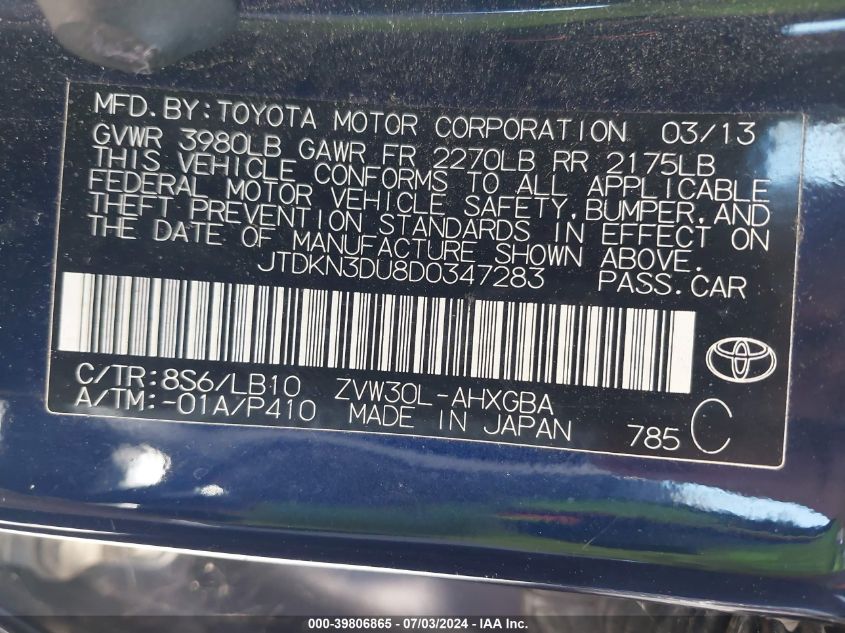 MFD.BY:TOYOTA MOTOR CORPORATION 03/13
GVWR 3980LB GAWR FR 2270LB RR 2175LB
THIS VEHICLE CONFORMS TO ALL APPLICABLE
FEDERAL MOTOR VEHICLE SAFETY,BUMPER,AND
THEFT PREVENTION STANDARDS IN EFFECT ON
THE DATE OF MANUFACTURE SHOWN ABOVE.
JTDKN3DU8D0347283 PASS.CAR
C/TR:8S6/LB10 ZVW30L-AHXGBA
A/TM:-01A/P410 MADE IN JAPAN 785 C
000-39806865 - 07/03/2024 - IAA Inc.